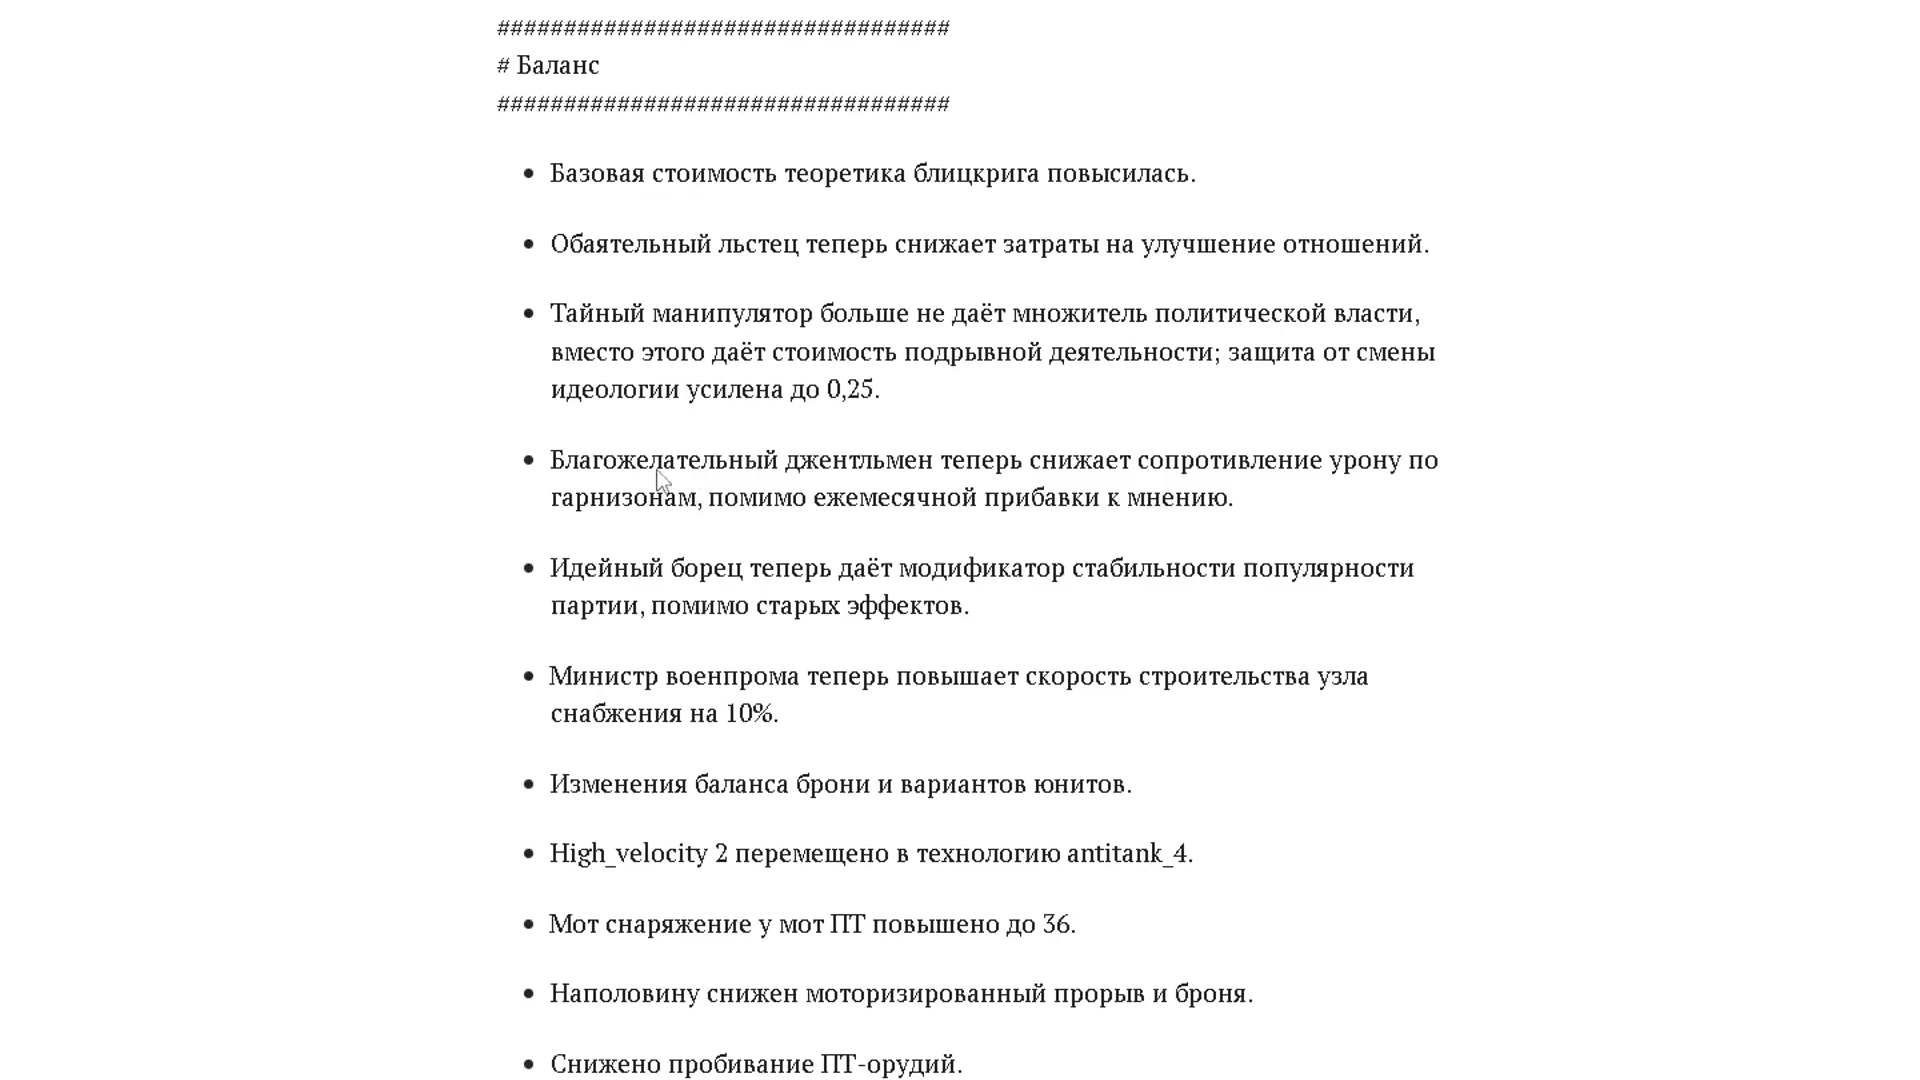 ##################################
# Баланс
##################################
• Базовая стоимость теоретика блицкрига повысилась.
• Обаятельный льстец теперь снижает затраты на улучшение отношений.
• Тайный манипулятор больше не даёт множитель политической власти,
вместо этого даёт стоимость подрывной деятельности; защита от смены
идеологии усилена до 0,25.
• Благожелательный джентльмен теперь снижает сопротивление урону по
гарнизонам, помимо ежемесячной прибавки к мнению.
• Идейный борец теперь даёт модификатор стабильности популярности
партии, помимо старых эффектов.
• Министр военпрома теперь повышает скорость строительства узла
снабжения на 10%.
• Изменения баланса брони и вариантов юнитов.
• High_velocity 2 перемещено в технологию antitank_4.
• Мот снаряжение у мот ПТ повышено до 36.
• Наполовину снижен моторизированный прорыв и броня.
• Снижено пробивание ПТ-орудий.